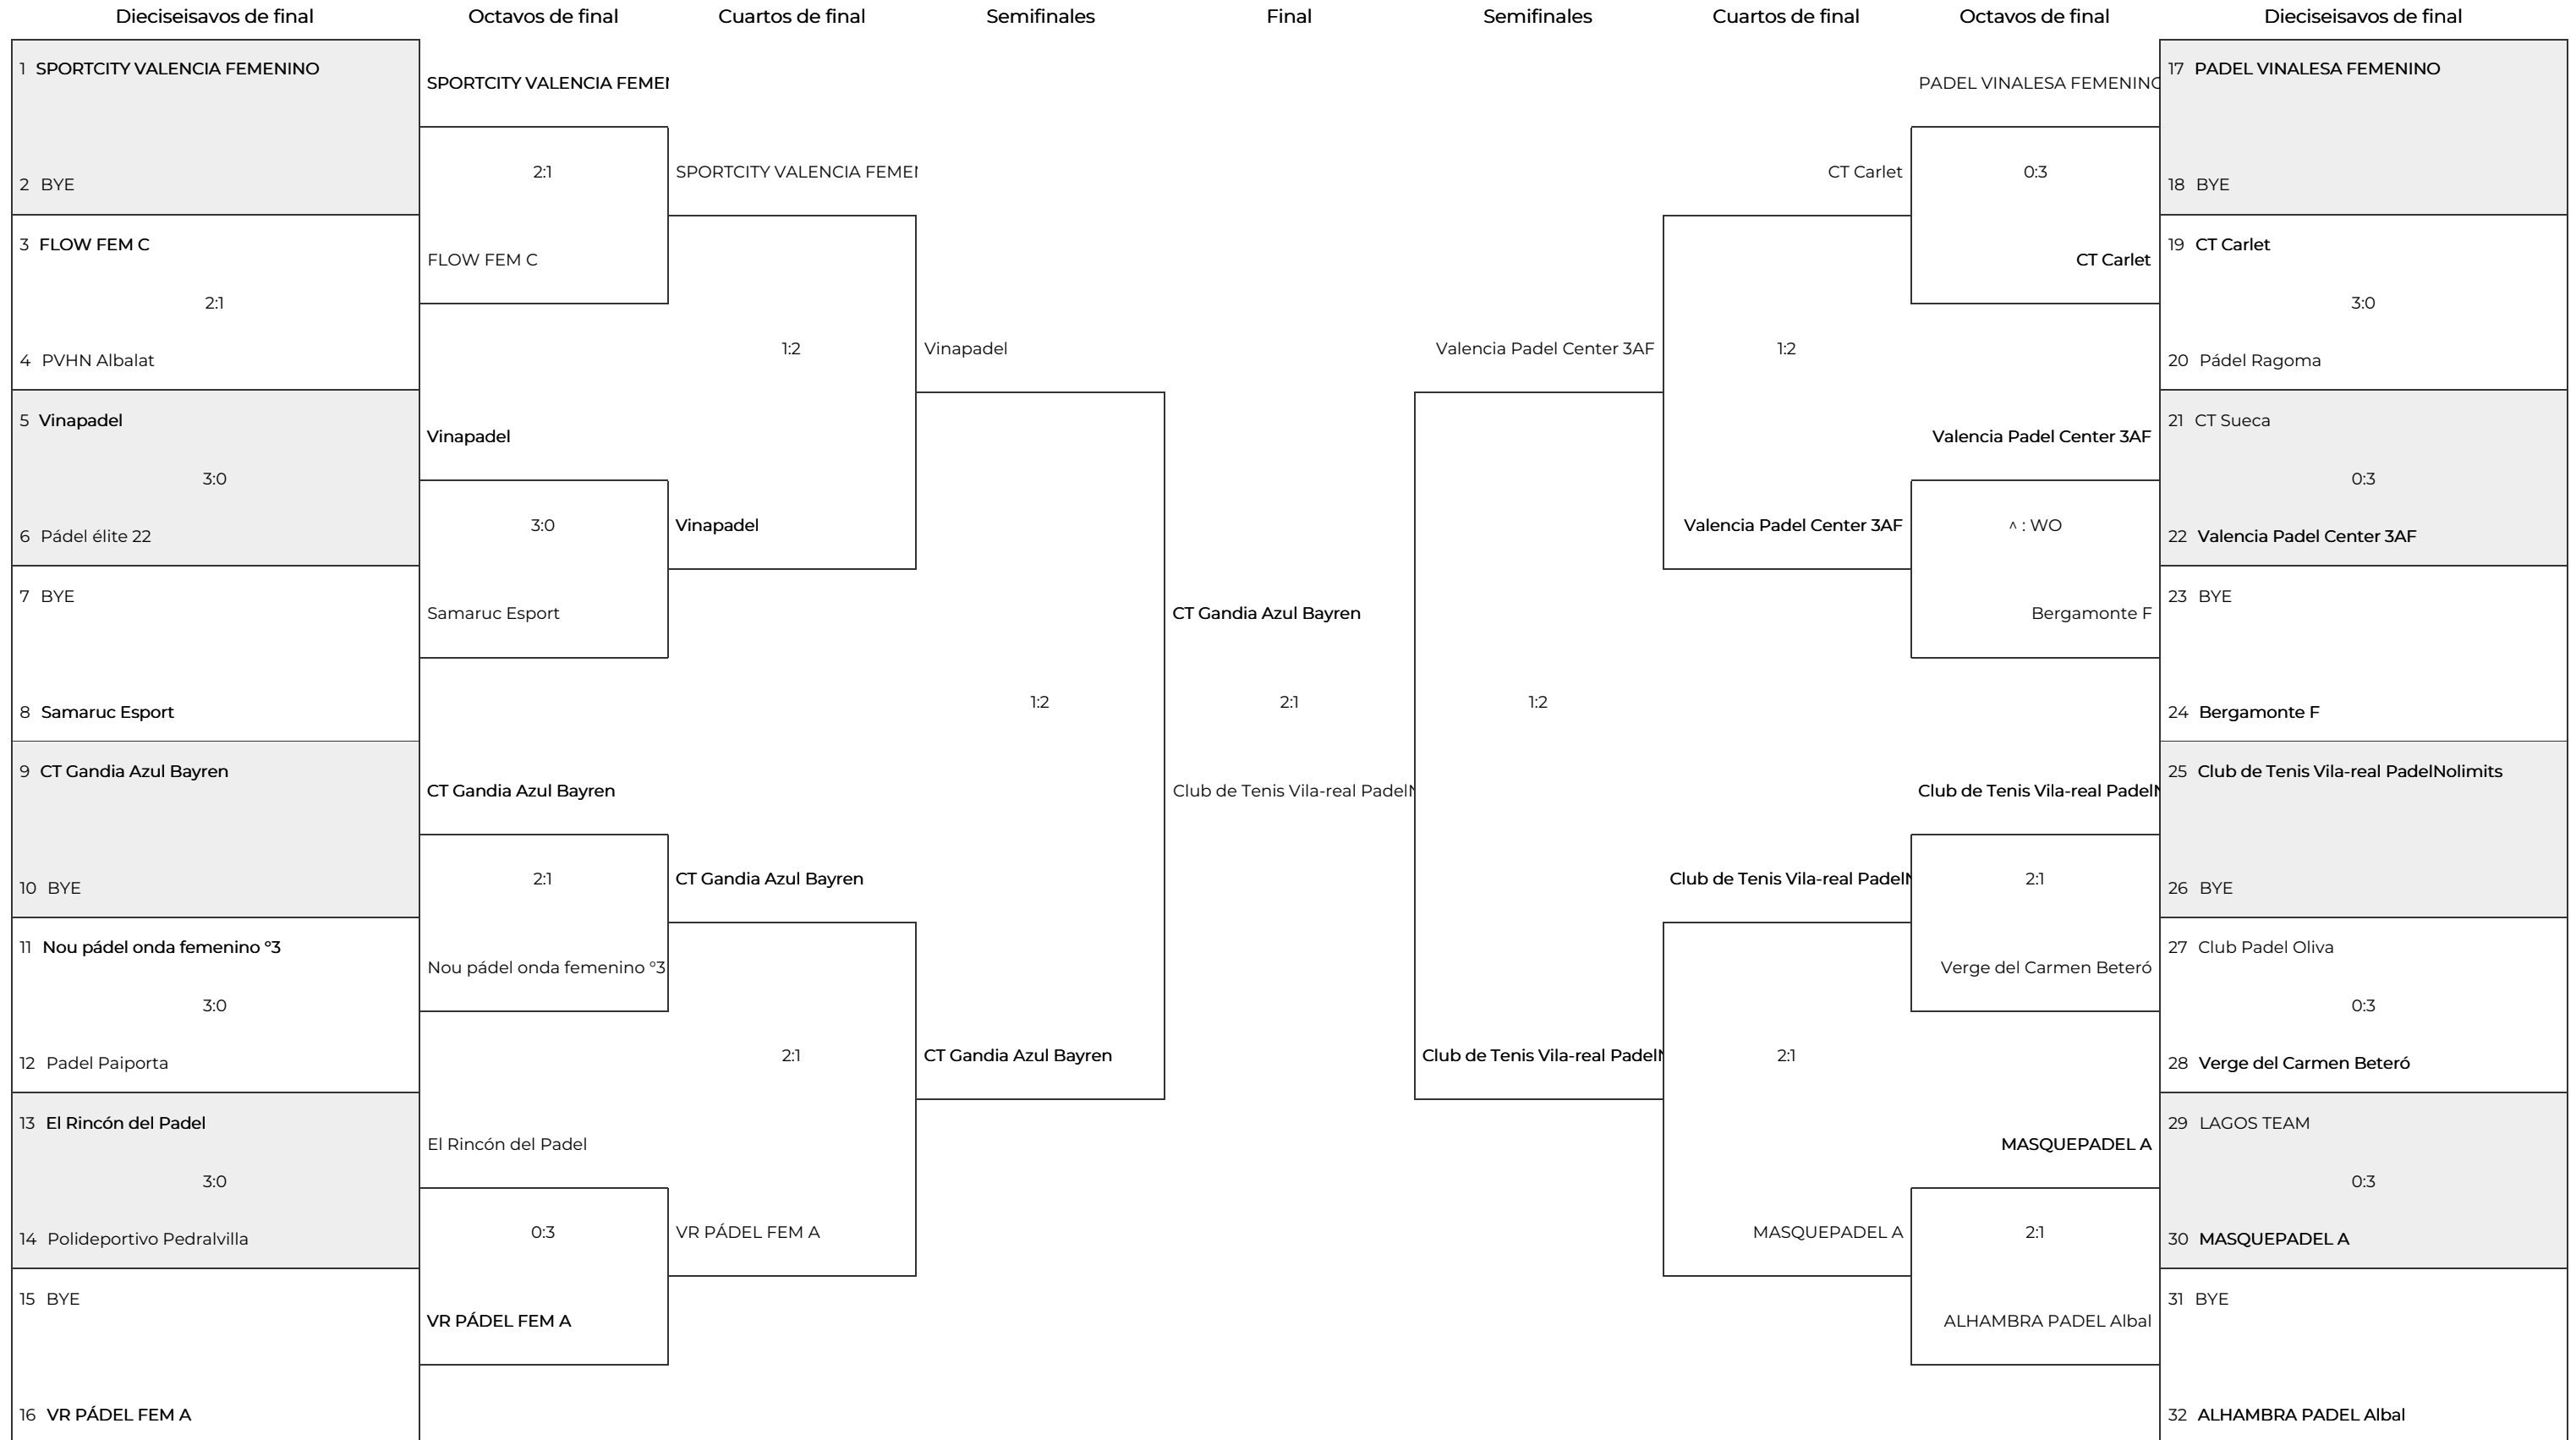 Dieciseisavos de final
Octavos de final
Cuartos de final
Semifinales
Final
Semifinales
Cuartos de final
Octavos de final
Dieciseisavos de final
1 SPORTCITY VALENCIA FEMENINO
2 BYE
3 FLOW FEM C
2:1
4 PVHN Albalat
5 Vinapadel
3:0
6 Pádel élite 22
7 BYE
8 Samaruc Esport
9 CT Gandia Azul Bayren
10 BYE
11 Nou pádel onda femenino º3
3:0
12 Padel Paiporta
13 El Rincón del Padel
3:0
14 Polideportivo Pedralvilla
15 BYE
16 VR PÁDEL FEM A
SPORTCITY VALENCIA FEMEN
2:1
FLOW FEM C
Vinapadel
3:0
Samaruc Esport
CT Gandia Azul Bayren
2:1
Nou pádel onda femenino º3
El Rincón del Padel
0:3
VR PÁDEL FEM A
SPORTCITY VALENCIA FEMEN
1:2
Vinapadel
CT Gandia Azul Bayren
2:1
VR PÁDEL FEM A
Vinapadel
1:2
CT Gandia Azul Bayren
CT Gandia Azul Bayren
2:1
Club de Tenis Vila-real PadelN
Valencia Padel Center 3AF
1:2
Club de Tenis Vila-real PadelN
CT Carlet
1:2
Valencia Padel Center 3AF
Club de Tenis Vila-real PadelN
2:1
MASQUEPADEL A
PADEL VINALESA FEMENINO
0:3
CT Carlet
Valencia Padel Center 3AF
^ : WO
Bergamonte F
Club de Tenis Vila-real PadelN
2:1
Verge del Carmen Beteró
MASQUEPADEL A
2:1
ALHAMBRA PADEL Albal
17 PADEL VINALESA FEMENINO
18 BYE
19 CT Carlet
3:0
20 Pádel Ragoma
21 CT Sueca
0:3
22 Valencia Padel Center 3AF
23 BYE
24 Bergamonte F
25 Club de Tenis Vila-real PadelNolimits
26 BYE
27 Club Padel Oliva
0:3
28 Verge del Carmen Beteró
29 LAGOS TEAM
0:3
30 MASQUEPADEL A
31 BYE
32 ALHAMBRA PADEL Albal